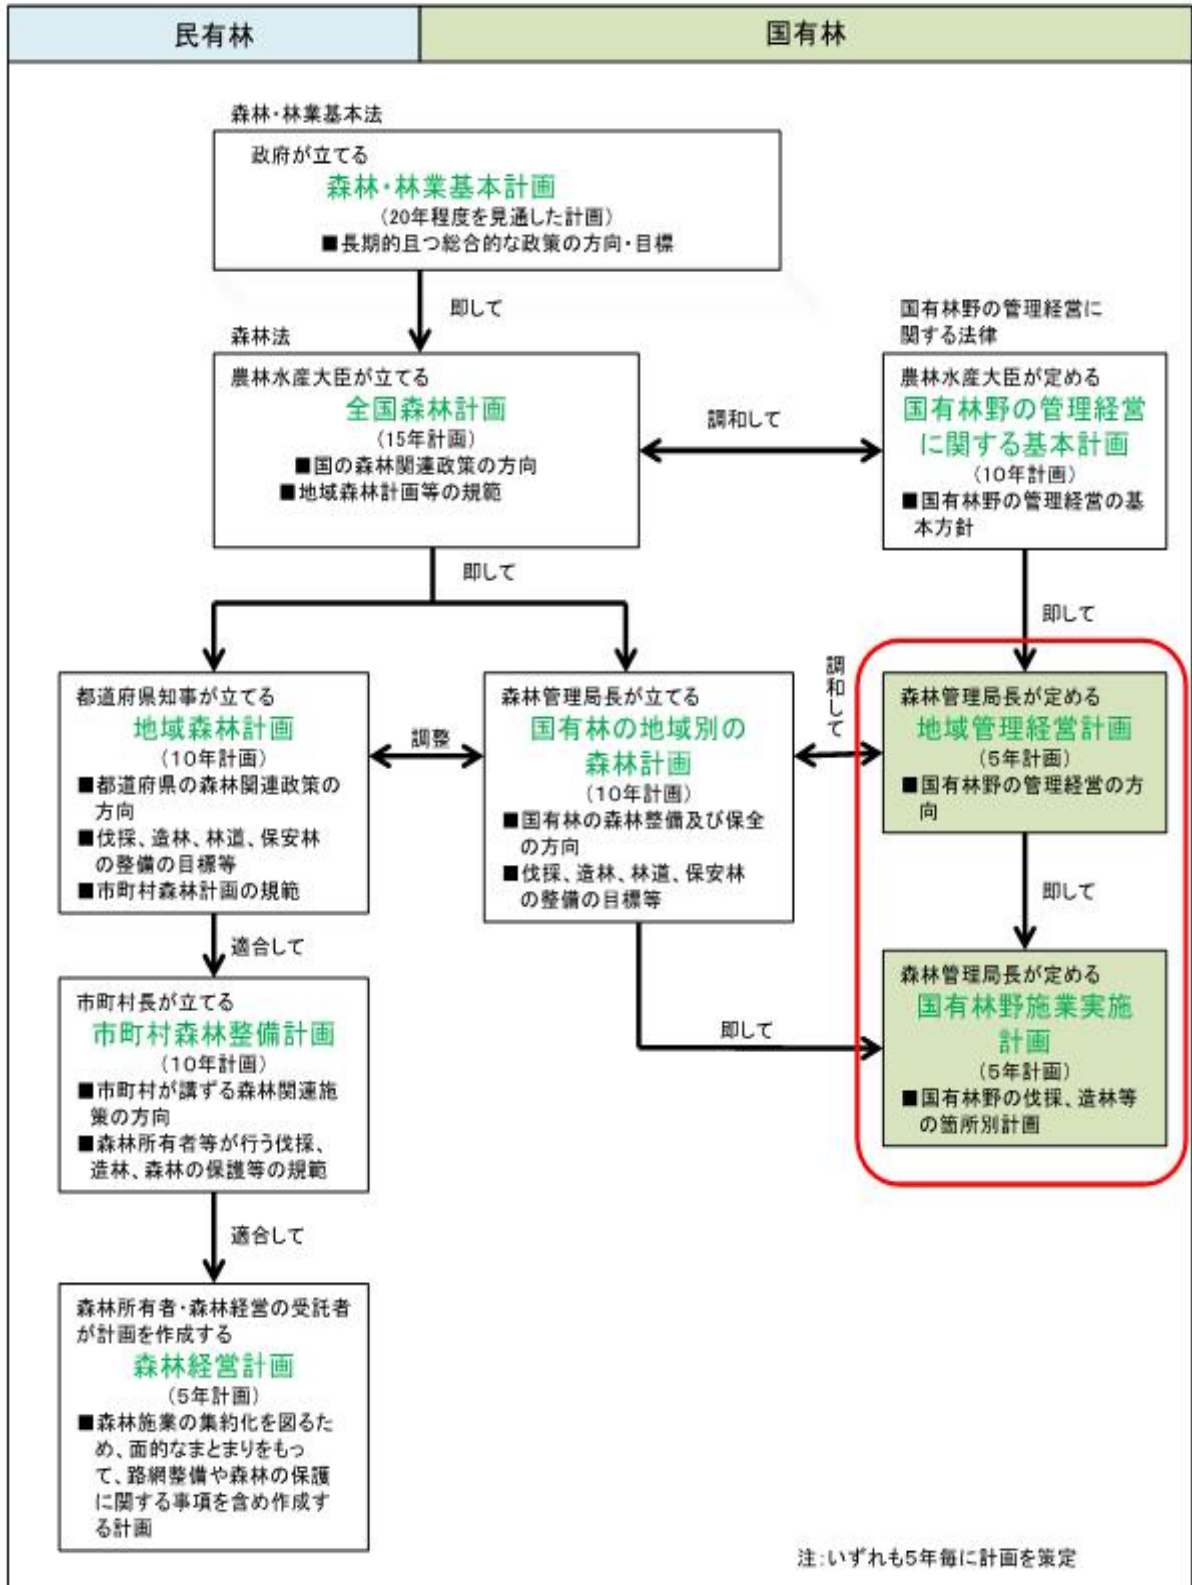 民有林
国有林
森林・林業基本法
政府が立てる
森林・林業基本計画
(20年程度を見通した計画)
■長期的且つ総合的な政策の方向・目標
即して
森林法
農林水産大臣が立てる
全国森林計画
(15年計画)
■国の森林関連政策の方向
■地域森林計画等の規範
調和して
国有林野の管理経営に
関する法律
農林水産大臣が定める
国有林野の管理経営
に関する基本計画
(10年計画)
■国有林野の管理経営の基
本方針
即して
即して
都道府県知事が立てる
地域森林計画
(10年計画)
■都道府県の森林関連政策の
方向
■伐採、造林、林道、保安林
の整備の目標等
■市町村森林計画の規範
調整
森林管理局長が立てる
国有林の地域別の
森林計画
(10年計画)
■国有林の森林整備及び保全
の方向
■伐採、造林、林道、保安林
の整備の目標等
調和して
森林管理局長が定める
地域管理経営計画
(5年計画)
■国有林野の管理経営の方
向
即して
適合して
市町村長が立てる
市町村森林整備計画
(10年計画)
■市町村が講ずる森林関連施
策の方向
■森林所有者等が行う伐採、
造林、森林の保護等の規範
即して
森林管理局長が定める
国有林野施業実施
計画
(5年計画)
■国有林野の伐採、造林等
の箇所別計画
適合して
森林所有者・森林経営の受託者
が計画を作成する
森林経営計画
(5年計画)
■森林施業の集約化を図るた
め、面的なまとまりをもっ
て、路網整備や森林の保護
に関する事項を含め作成す
る計画
注:いずれも5年毎に計画を策定